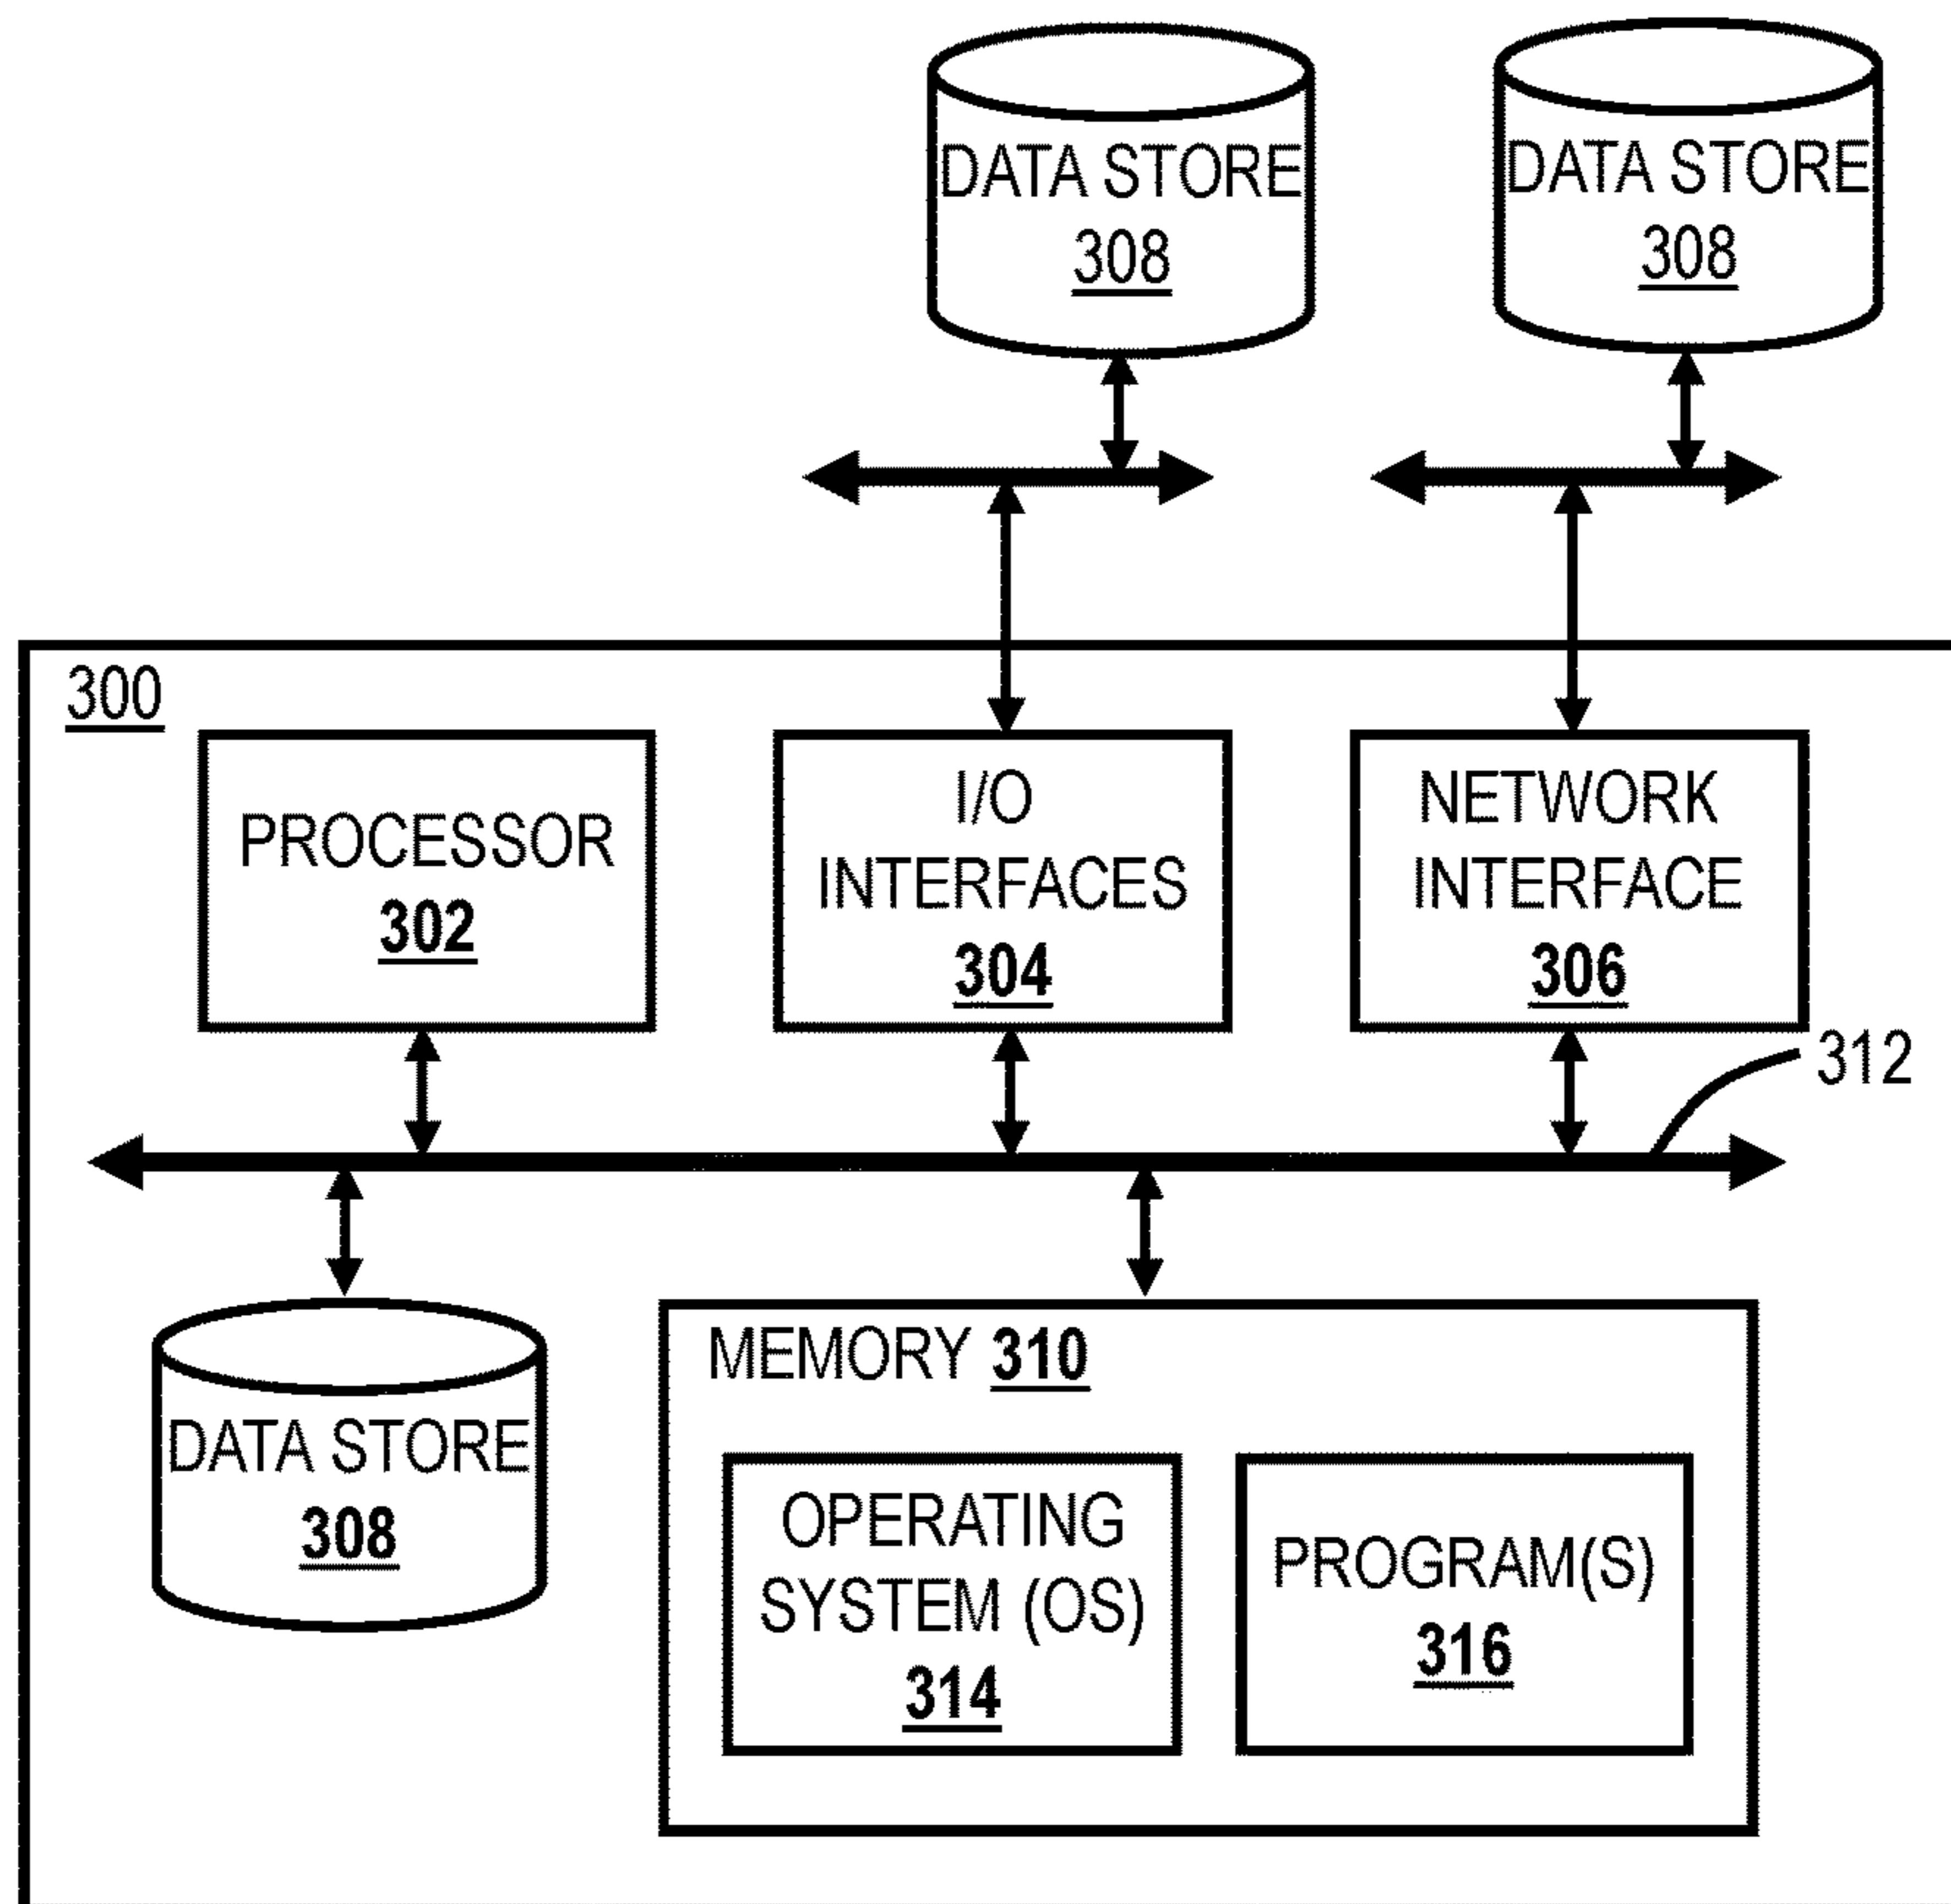 DATA STORE
308
DATA STORE
308
300
PROCESSOR
302
I/O
INTERFACES
304
NETWORK
INTERFACE
306
312
DATA STORE
308
MEMORY 310
OPERATING
SYSTEM (OS)
314
PROGRAM(S)
316